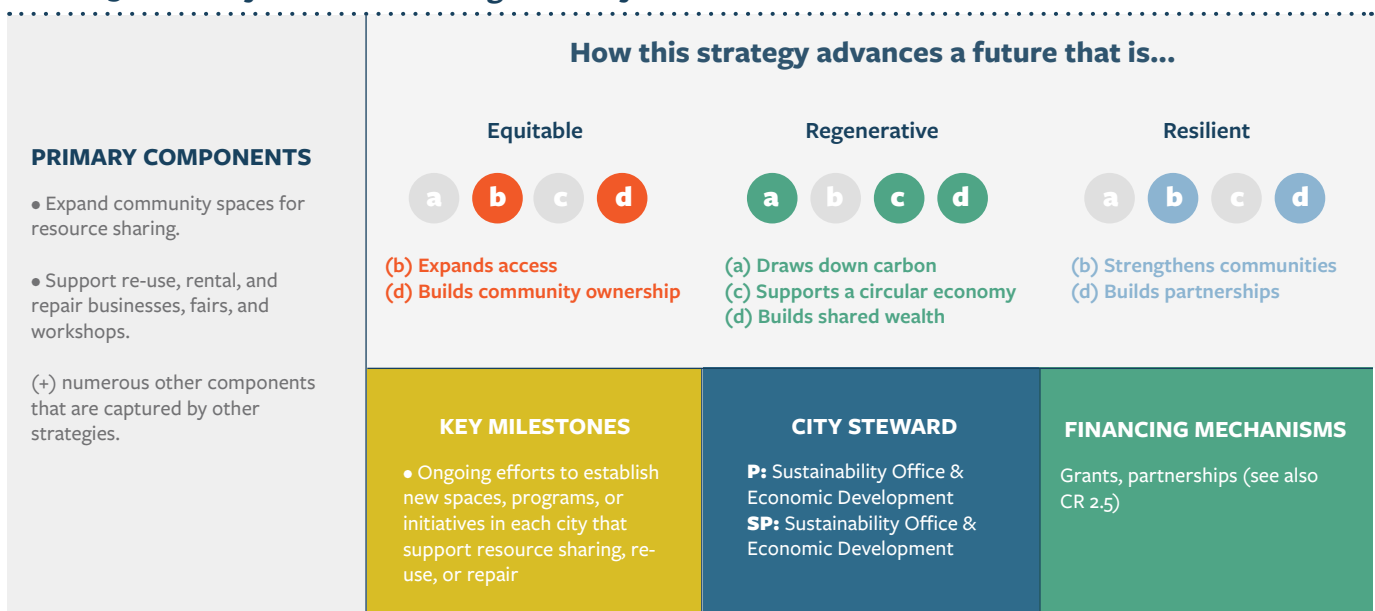 How this strategy advances a future that is...
PRIMARY COMPONENTS
• Expand community spaces for
resource sharing.
• Support re-use, rental, and
repair businesses, fairs, and
workshops.
(+) numerous other components
that are captured by other
strategies.
Equitable
a b c d
(b) Expands access
(d) Builds community ownership
Regenerative
a b c d
(a) Draws down carbon
(c) Supports a circular economy
(d) Builds shared wealth
Resilient
a b c d
(b) Strengthens communities
(d) Builds partnerships
KEY MILESTONES
• Ongoing efforts to establish
new spaces, programs, or
initiatives in each city that
support resource sharing, re-
use, or repair
CITY STEWARD
P: Sustainability Office &
Economic Development
SP: Sustainability Office &
Economic Development
FINANCING MECHANISMS
Grants, partnerships (see also
CR 2.5)